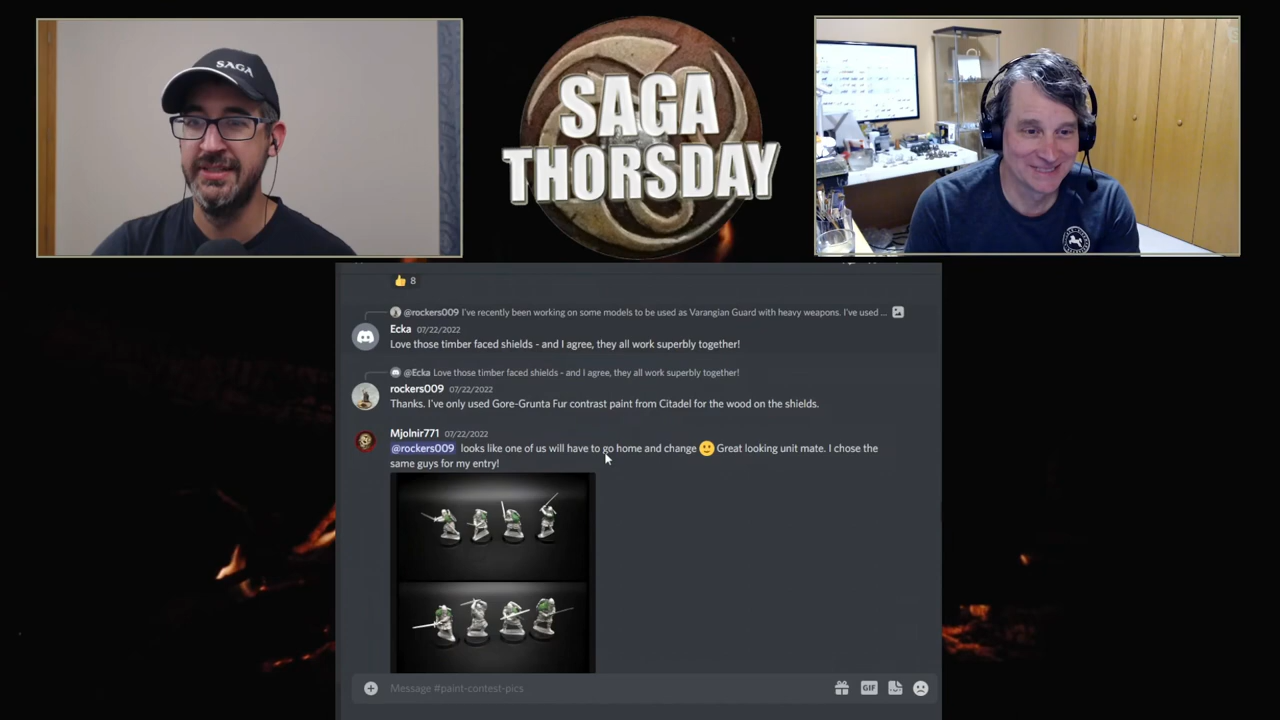 SAGA
SAGA
THORSDAY
8
@rockers009 I've recently been working on some models to be used as Varangian Guard with heavy weapons. I've used ...
Ecka 07/22/2022
Love those timber faced shields - and I agree, they all work superbly together!
@Ecka Love those timber faced shields - and I agree, they all work superbly together!
rockers009 07/22/2022
Thanks. I've only used Gore-Grunta Fur contrast paint from Citadel for the wood on the shields.
Mjolnir771 07/22/2022
@rockers009 looks like one of us will have to go home and change 🙂 Great looking unit mate. I chose the
same guys for my entry!
Message #paint-contest-pics
GIF